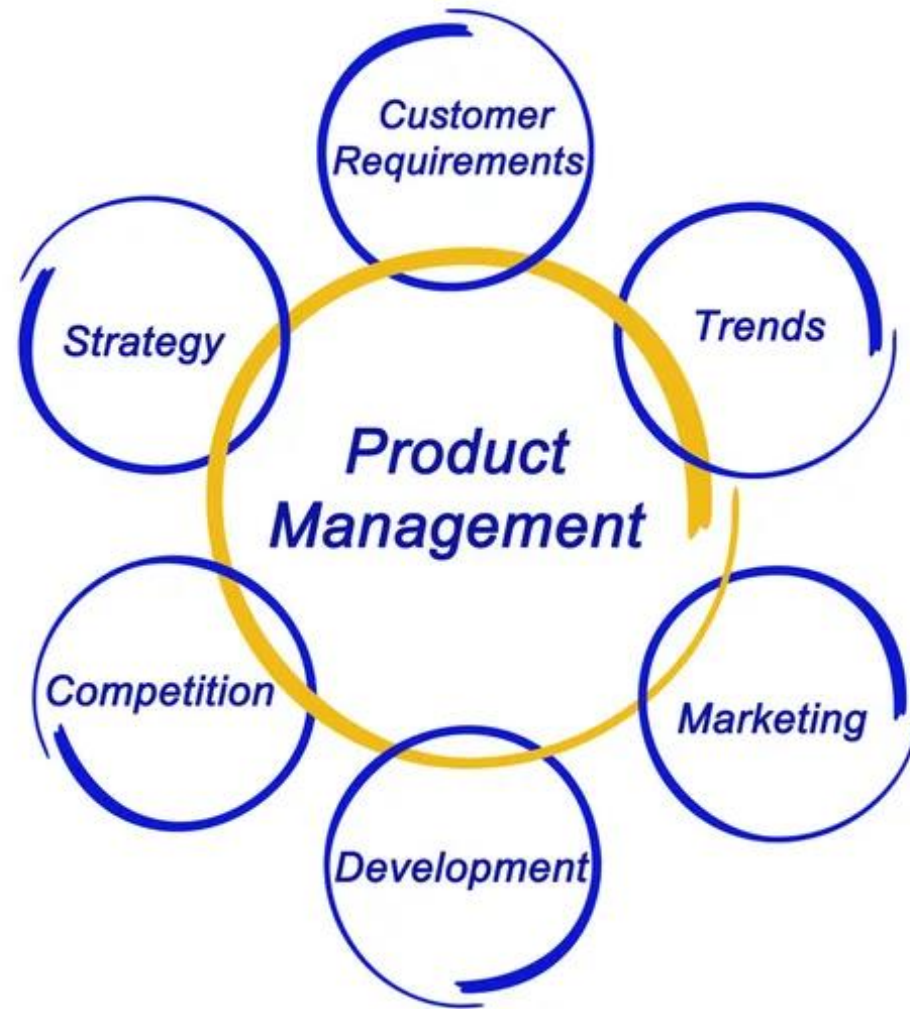 Customer
Requirements
Strategy
Trends
Product
Management
Competition
Marketing
Development